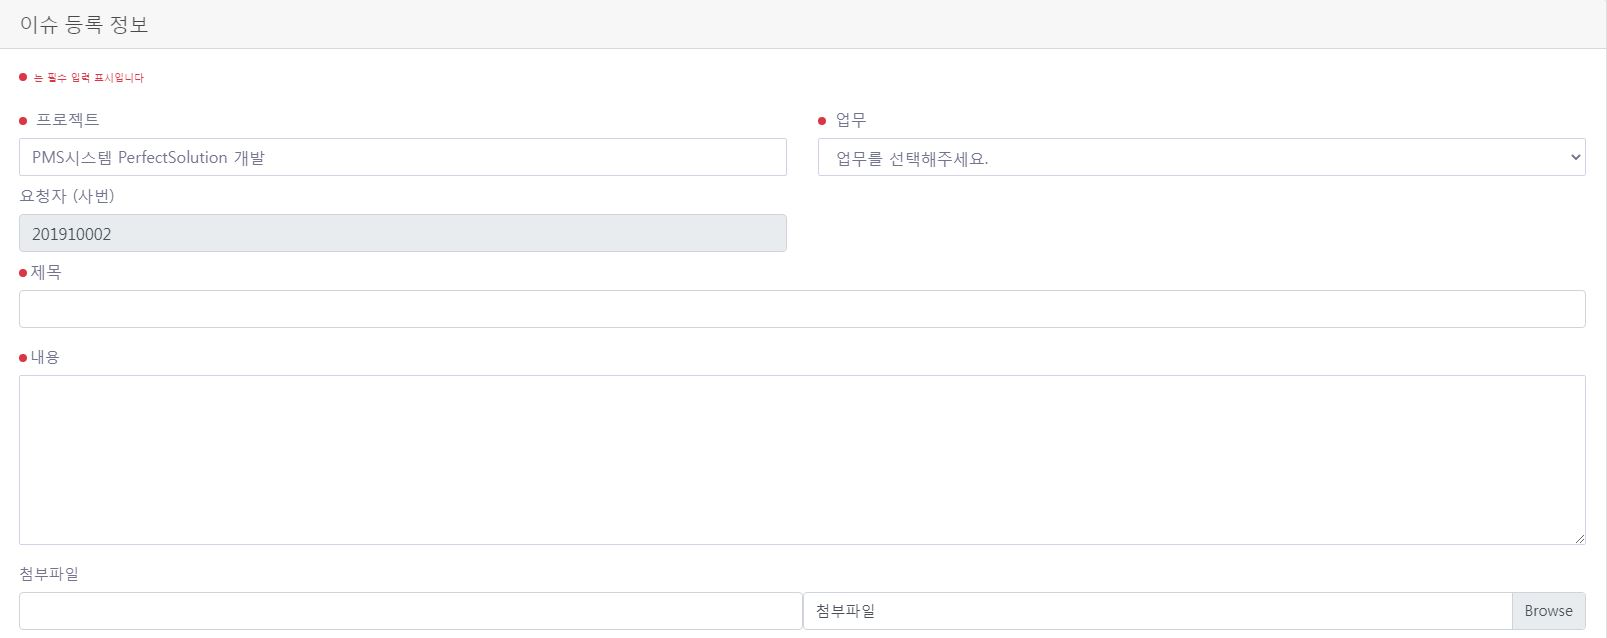 이슈 등록 정보
는 필수 입력 표시입니다
프로젝트
업무
PMS시스템 PerfectSolution 개발
업무를 선택해주세요.
요청자 (사번)
201910002
제목
내용
첨부파일
첨부파일
Browse